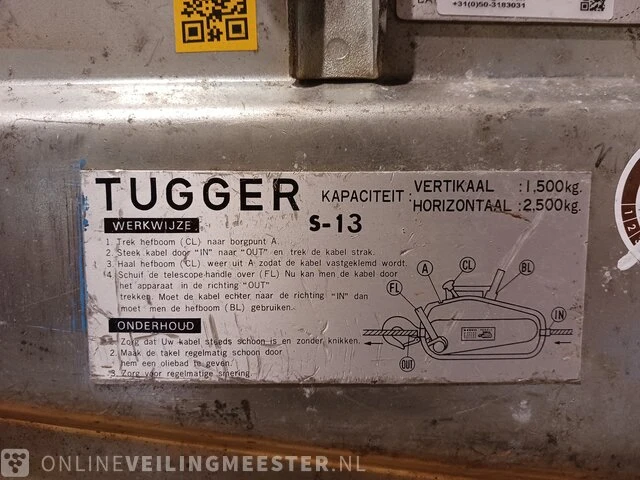 +31(0)50-3183031
TUGGER
S-13
KAPACITEIT : VERTIKAAL : 1,500kg.
HORIZONTAAL : 2,500kg.
WERKWIJZE.
1. Trek hefboom (CL) naar borgpunt A.
2. Steek kabel door "IN" naar "OUT" en trek de kabel strak.
3. Haal hefboom (CL) weer uit A zodat de kabel vastgeklemd wordt.
4. Schuif de telescope-handle over (FL) Nu kan men de kabel door
het apparaat in de richting "OUT"
trekken. Moet de kabel echter naar de richting "IN" dan
moet men de hefboom (BL) gebruiken.
ONDERHOUD
1. Zorg dat Uw kabel steeds schoon is en zonder knikken.
2. Maak de takel regelmatig schoon door
hem een oliebad te geven.
3. Zorg voor regelmatige smering.
A
CL
BL
FL
IN
OUT
ONLINEVEILINGMEESTER.NL